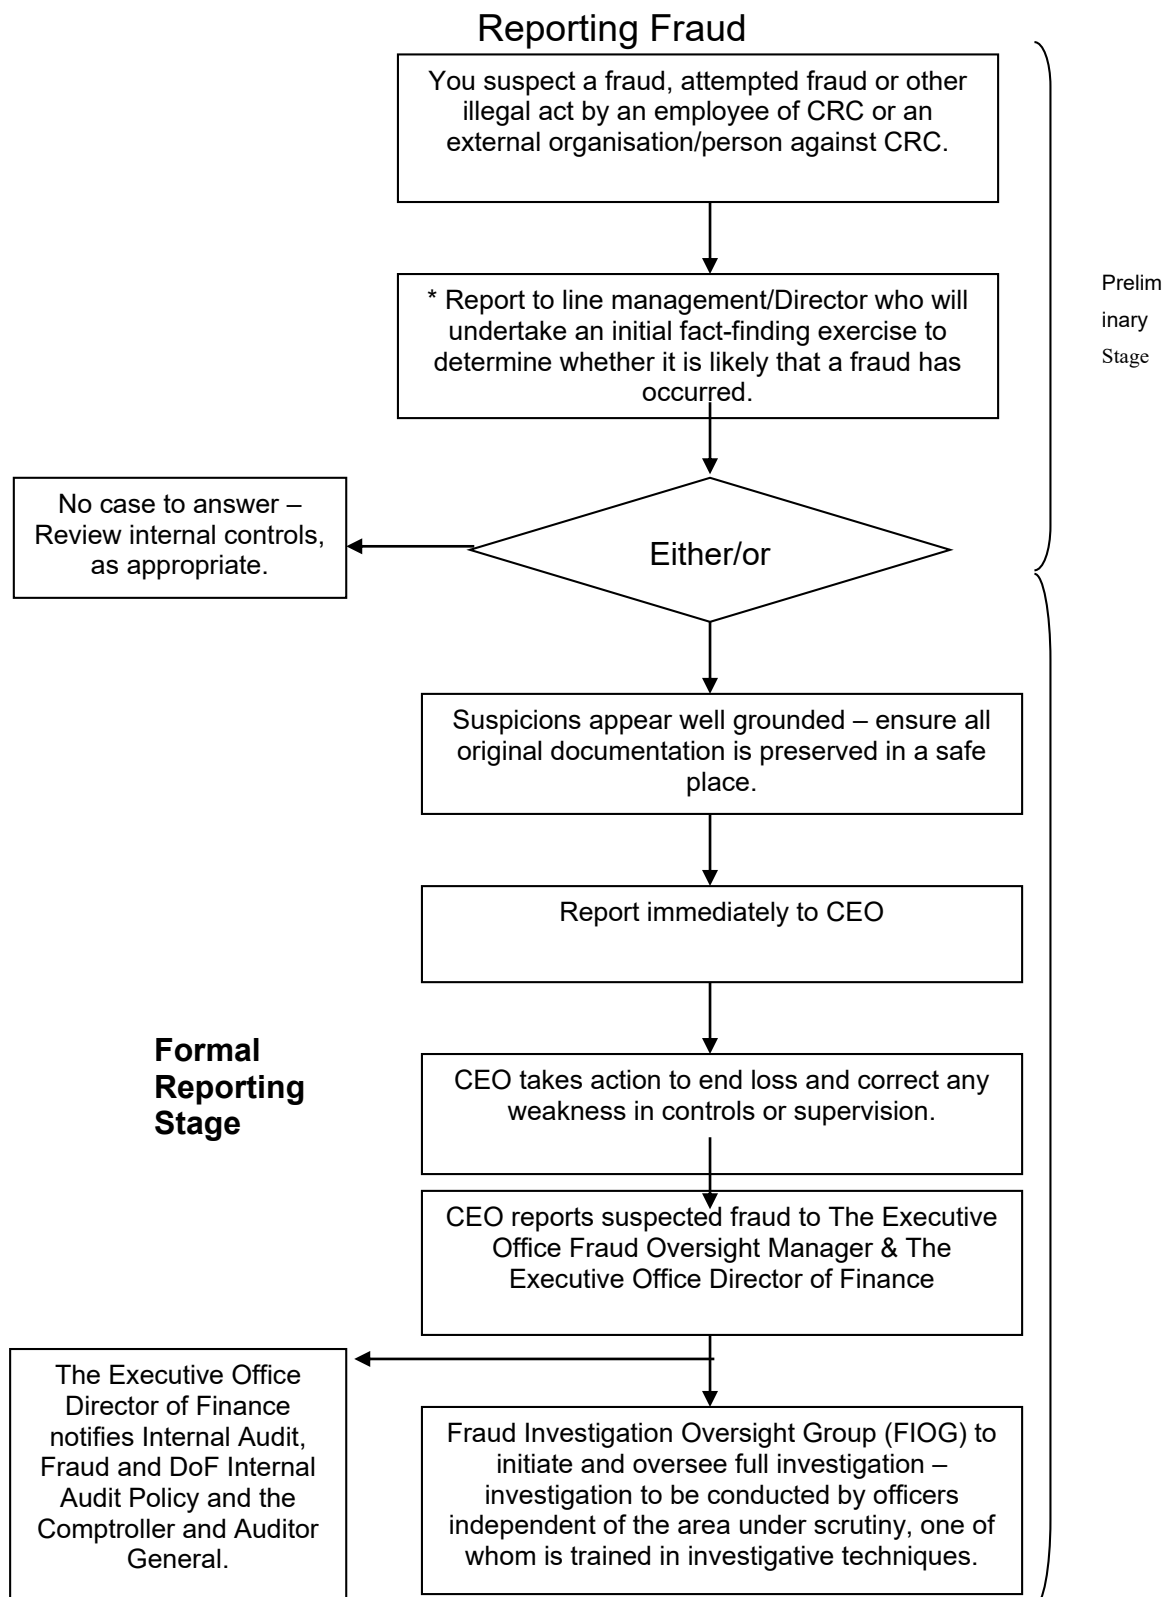 Reporting Fraud
You suspect a fraud, attempted fraud or other
illegal act by an employee of CRC or an
external organisation/person against CRC.
* Report to line management/Director who will
undertake an initial fact-finding exercise to
determine whether it is likely that a fraud has
occurred.
Prelim
inary
Stage
No case to answer –
Review internal controls,
as appropriate.
Either/or
Suspicions appear well grounded – ensure all
original documentation is preserved in a safe
place.
Report immediately to CEO
Formal
Reporting
Stage
CEO takes action to end loss and correct any
weakness in controls or supervision.
CEO reports suspected fraud to The Executive
Office Fraud Oversight Manager & The
Executive Office Director of Finance
The Executive Office
Director of Finance
notifies Internal Audit,
Fraud and DoF Internal
Audit Policy and the
Comptroller and Auditor
General.
Fraud Investigation Oversight Group (FIOG) to
initiate and oversee full investigation –
investigation to be conducted by officers
independent of the area under scrutiny, one of
whom is trained in investigative techniques.